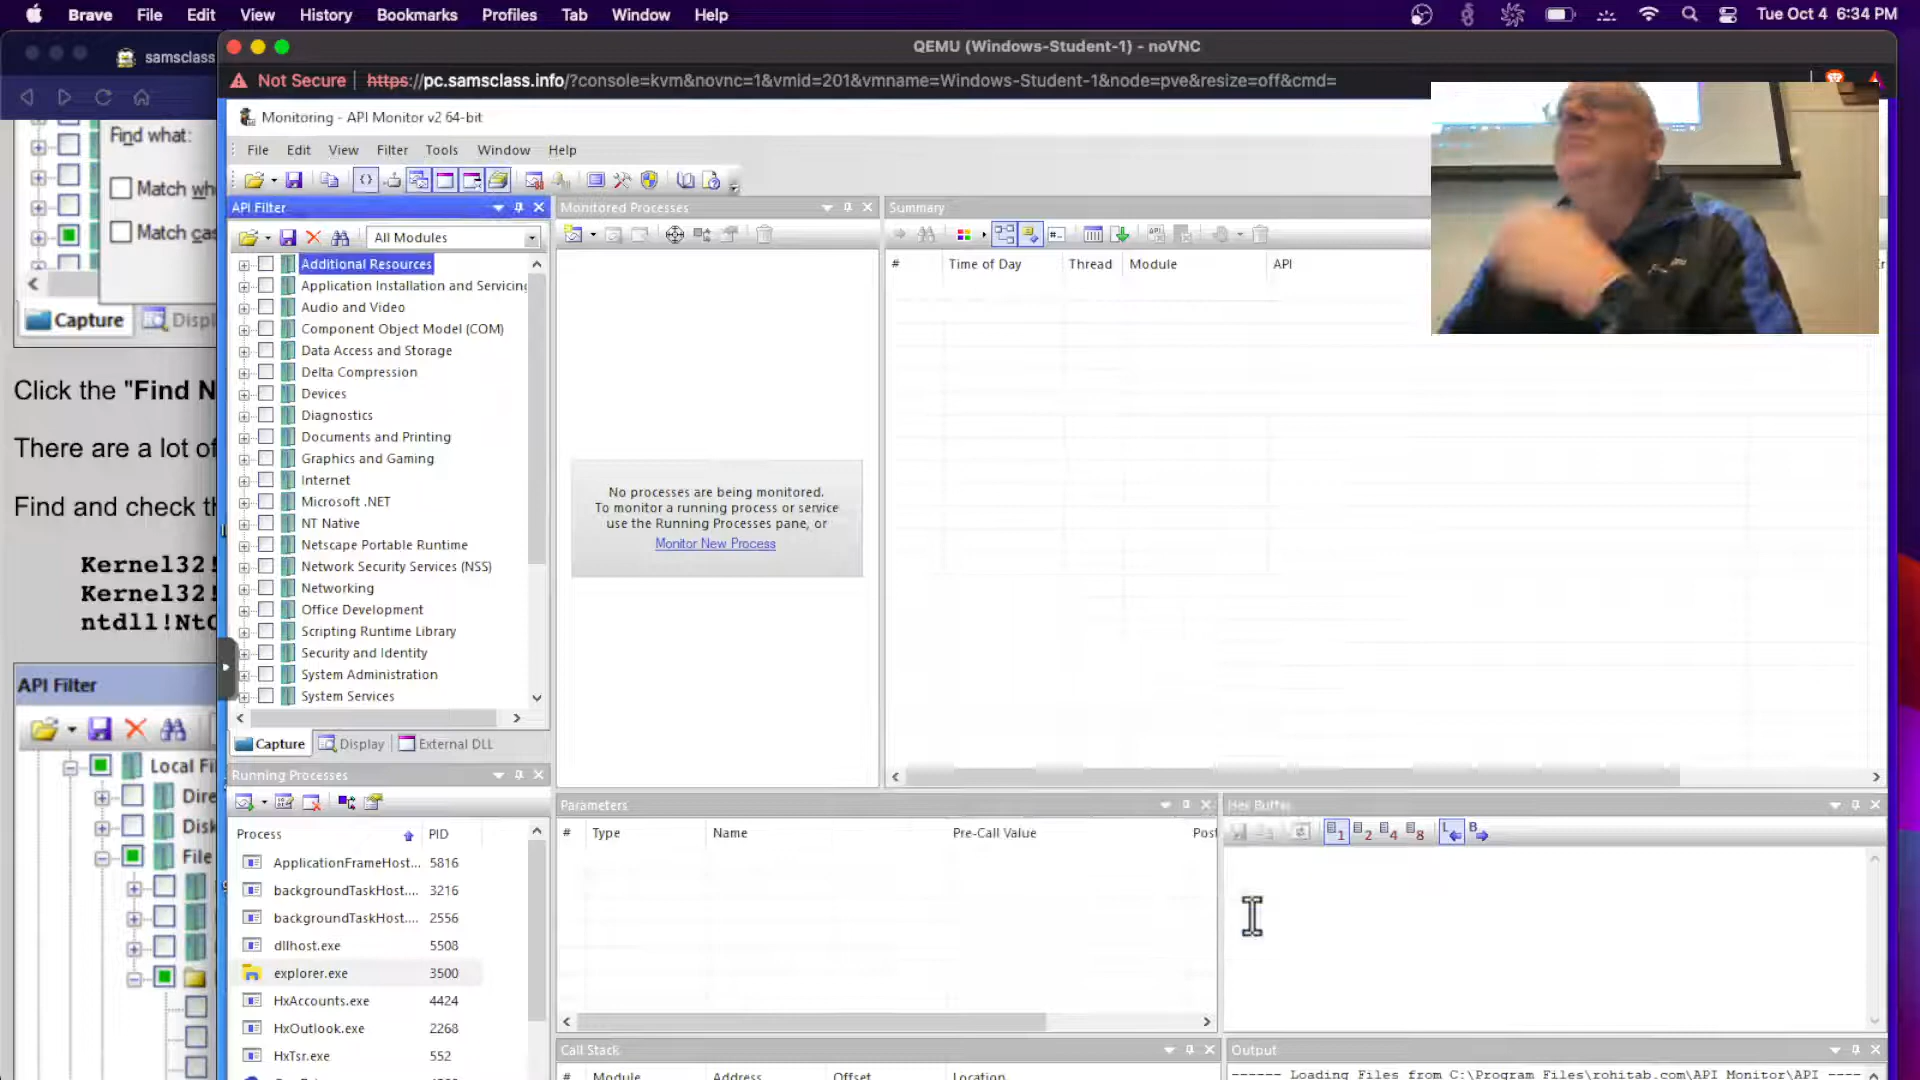 Brave File Edit View History Bookmarks Profiles Tab Window Help Tue Oct 4 6:34 PM
samsclass
QEMU (Windows-Student-1) - noVNC
Not Secure https://pc.samsclass.info/?console=kvm&novnc=1&vmid=201&vmname=Windows-Student-1&node=pve&resize=off&cmd=
Find what:
Match wh
Match cas
Capture Displ
Click the "Find N
There are a lot of
Find and check th
Kernel32!
Kernel32!
ntdll!NtC
API Filter
Local Fi
Dire
Disk
File
Monitoring - API Monitor v2 64-bit
File Edit View Filter Tools Window Help
API Filter
All Modules
Additional Resources
Application Installation and Servicing
Audio and Video
Component Object Model (COM)
Data Access and Storage
Delta Compression
Devices
Diagnostics
Documents and Printing
Graphics and Gaming
Internet
Microsoft .NET
NT Native
Netscape Portable Runtime
Network Security Services (NSS)
Networking
Office Development
Scripting Runtime Library
Security and Identity
System Administration
System Services
Capture Display External DLL
Monitored Processes
No processes are being monitored.
To monitor a running process or service
use the Running Processes pane, or
Monitor New Process
Summary
# Time of Day Thread Module API
Running Processes
Process PID
ApplicationFrameHost... 5816
backgroundTaskHost.... 3216
backgroundTaskHost.... 2556
dllhost.exe 5508
explorer.exe 3500
HxAccounts.exe 4424
HxOutlook.exe 2268
HxTsr.exe 552
Parameters
# Type Name Pre-Call Value Post
Hex Buffer
1 2 4 8 L B
Call Stack
# Module Address Offset Location
Output
------ Loading Files from C:\Program Files\rohitab.com\API Monitor\API ----